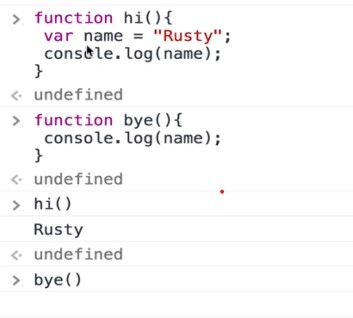 > function hi(){
var name = "Rusty";
console.log(name);
}
<· undefined
> function bye(){
console.log(name);
}
<· undefined
> hi()
Rusty
<· undefined
> bye()